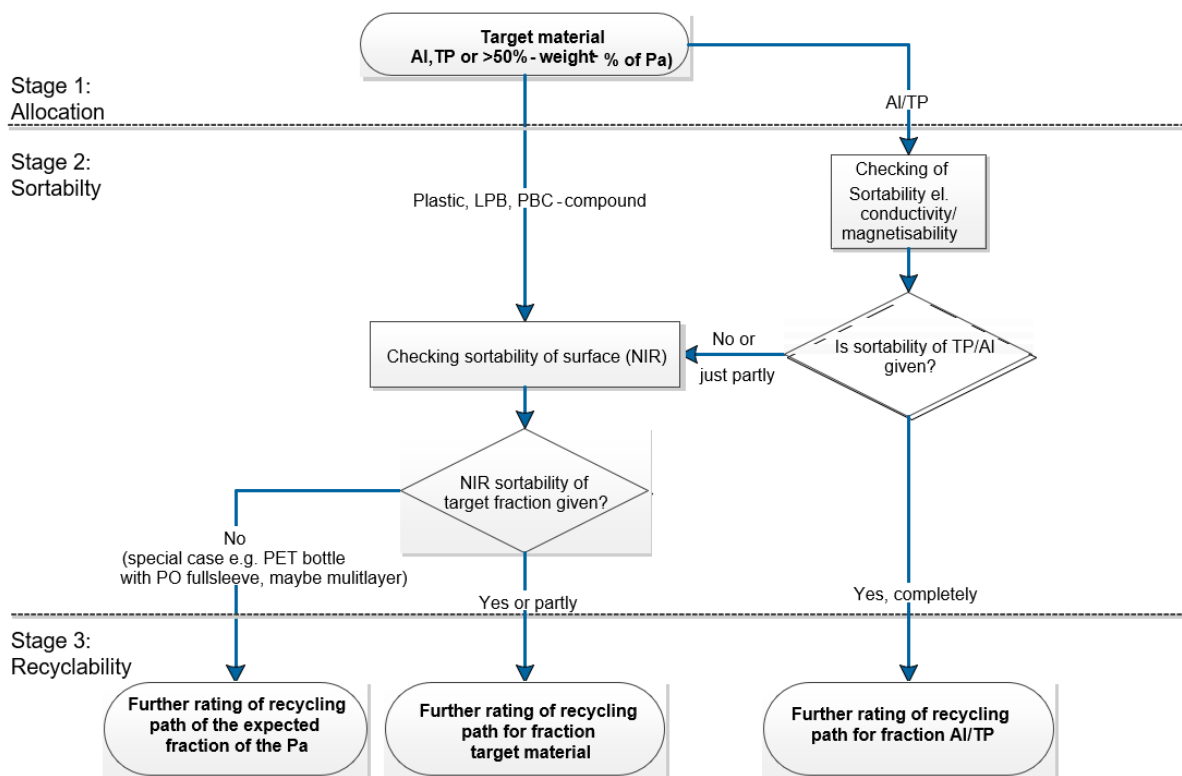 Target material
Al, TP or >50%-weight-% of Pa)
Stage 1:
Allocation
Al/TP
Stage 2:
Sortabilty
Checking of
Sortability el.
conductivity/
magnetisability
Plastic, LPB, PBC-compound
Checking sortability of surface (NIR)
No or
just partly
Is sortability of TP/Al
given?
NIR sortability of
target fraction given?
No
(special case e.g. PET bottle
with PO fullsleeve, maybe mulitlayer)
Yes or partly
Yes, completely
Stage 3:
Recyclability
Further rating of recycling
path of the expected
fraction of the Pa
Further rating of recycling
path for fraction
target material
Further rating of recycling
path for fraction Al/TP